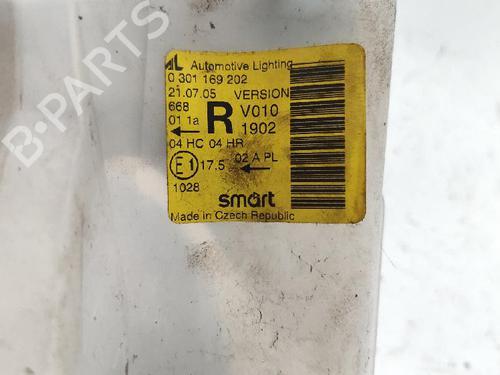 AL Automotive Lighting
0 301 169 202
21.07.05 VERSION
668
01 1a
R
V010
1902
04 HC 04 HR
E1 17.5 02 A PL
1028
smart
Made in Czech Republic
B-PARTS